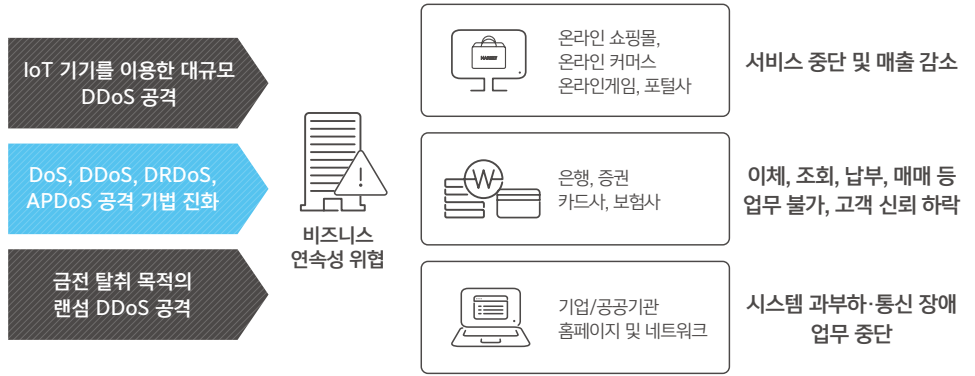 IoT 기기를 이용한 대규모
DDoS 공격
DoS, DDoS, DRDoS,
APDoS 공격 기법 진화
금전 탈취 목적의
랜섬 DDoS 공격
비즈니스
연속성 위협
온라인 쇼핑몰,
온라인 커머스
온라인게임, 포털사
서비스 중단 및 매출 감소
W
은행, 증권
카드사, 보험사
이체, 조회, 납부, 매매 등
업무 불가, 고객 신뢰 하락
기업/공공기관
홈페이지 및 네트워크
시스템 과부하·통신 장애
업무 중단